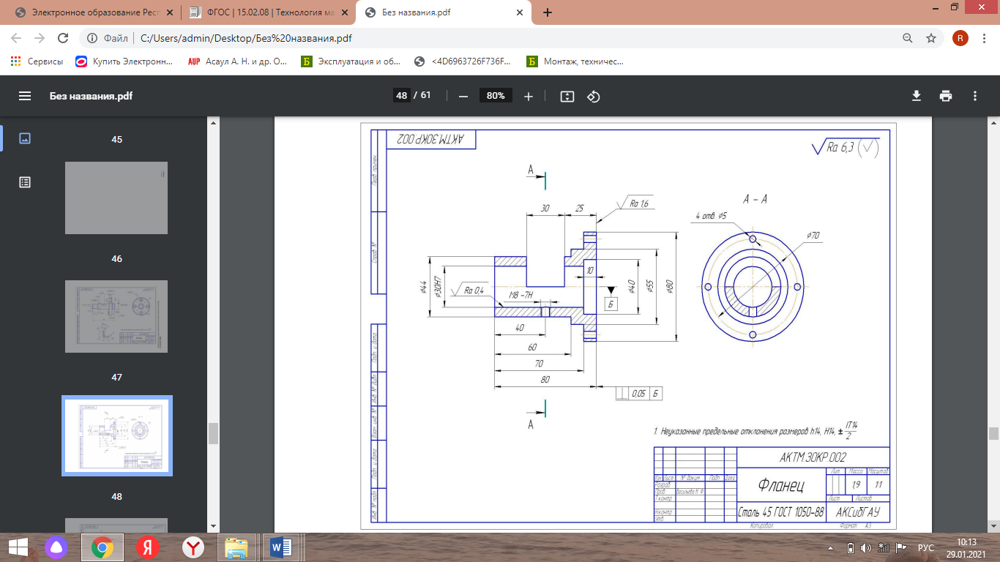 Электронное образование Респ
ФГОС | 15.02.08 | Технология ма
Без названия.pdf
Файл
C:/Users/admin/Desktop/Без%20названия.pdf
R
Сервисы
Купить Электронн...
AUP Асаул А. Н. и др. О...
Б Эксплуатация и об...
<4D6963726F736F...
Б Монтаж, техничес...
Без названия.pdf
48 / 61
80%
45
46
47
48
АКТМ.30КР.002
Ra 6,3 (√)
А
30
25
Ra 1,6
А – А
4 отв. ⌀5
⌀70
⌀44
⌀30H7
Ra 0,4
М8 –7Н
10
⌀40
⌀55
⌀80
Б
40
60
70
80
0,05 Б
А
1. Неуказанные предельные отклонения размеров h14, H14, ± IT14
2
Перв. примен.
Справ. №
Подп. и дата
Инв. № дубл.
Взам. инв. №
Подп. и дата
Инв. № подл.
АКТМ.30КР.002
Изм Лист № докум. Подп. Дата
Разраб.
Пров. Васильева Н. Ф
Т.контр.
Н.контр.
Утв.
Фланец
Лит. Масса Масштаб
1,9 1:1
Лист Листов
Сталь 45 ГОСТ 1050-88
АКСибГАУ
Копировал Формат А3
Я
Y
W
РУС
10:13
29.01.2021